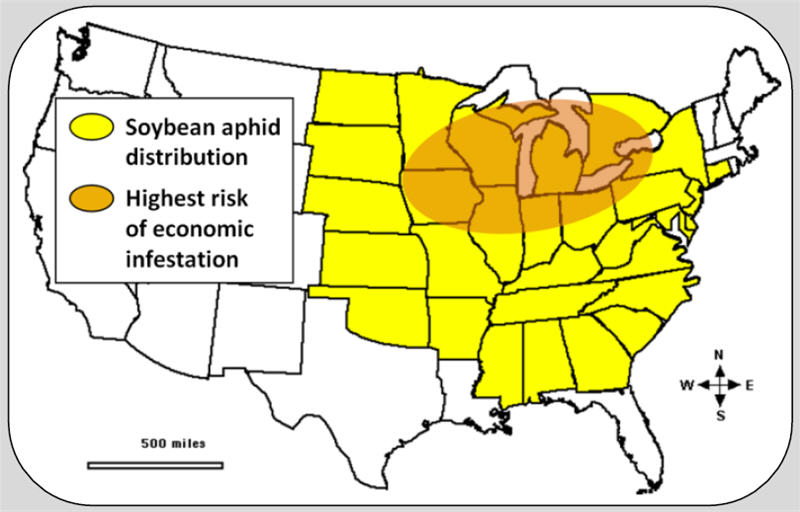 Soybean aphid
distribution
Highest risk
of economic
infestation
N
W E
S
500 miles